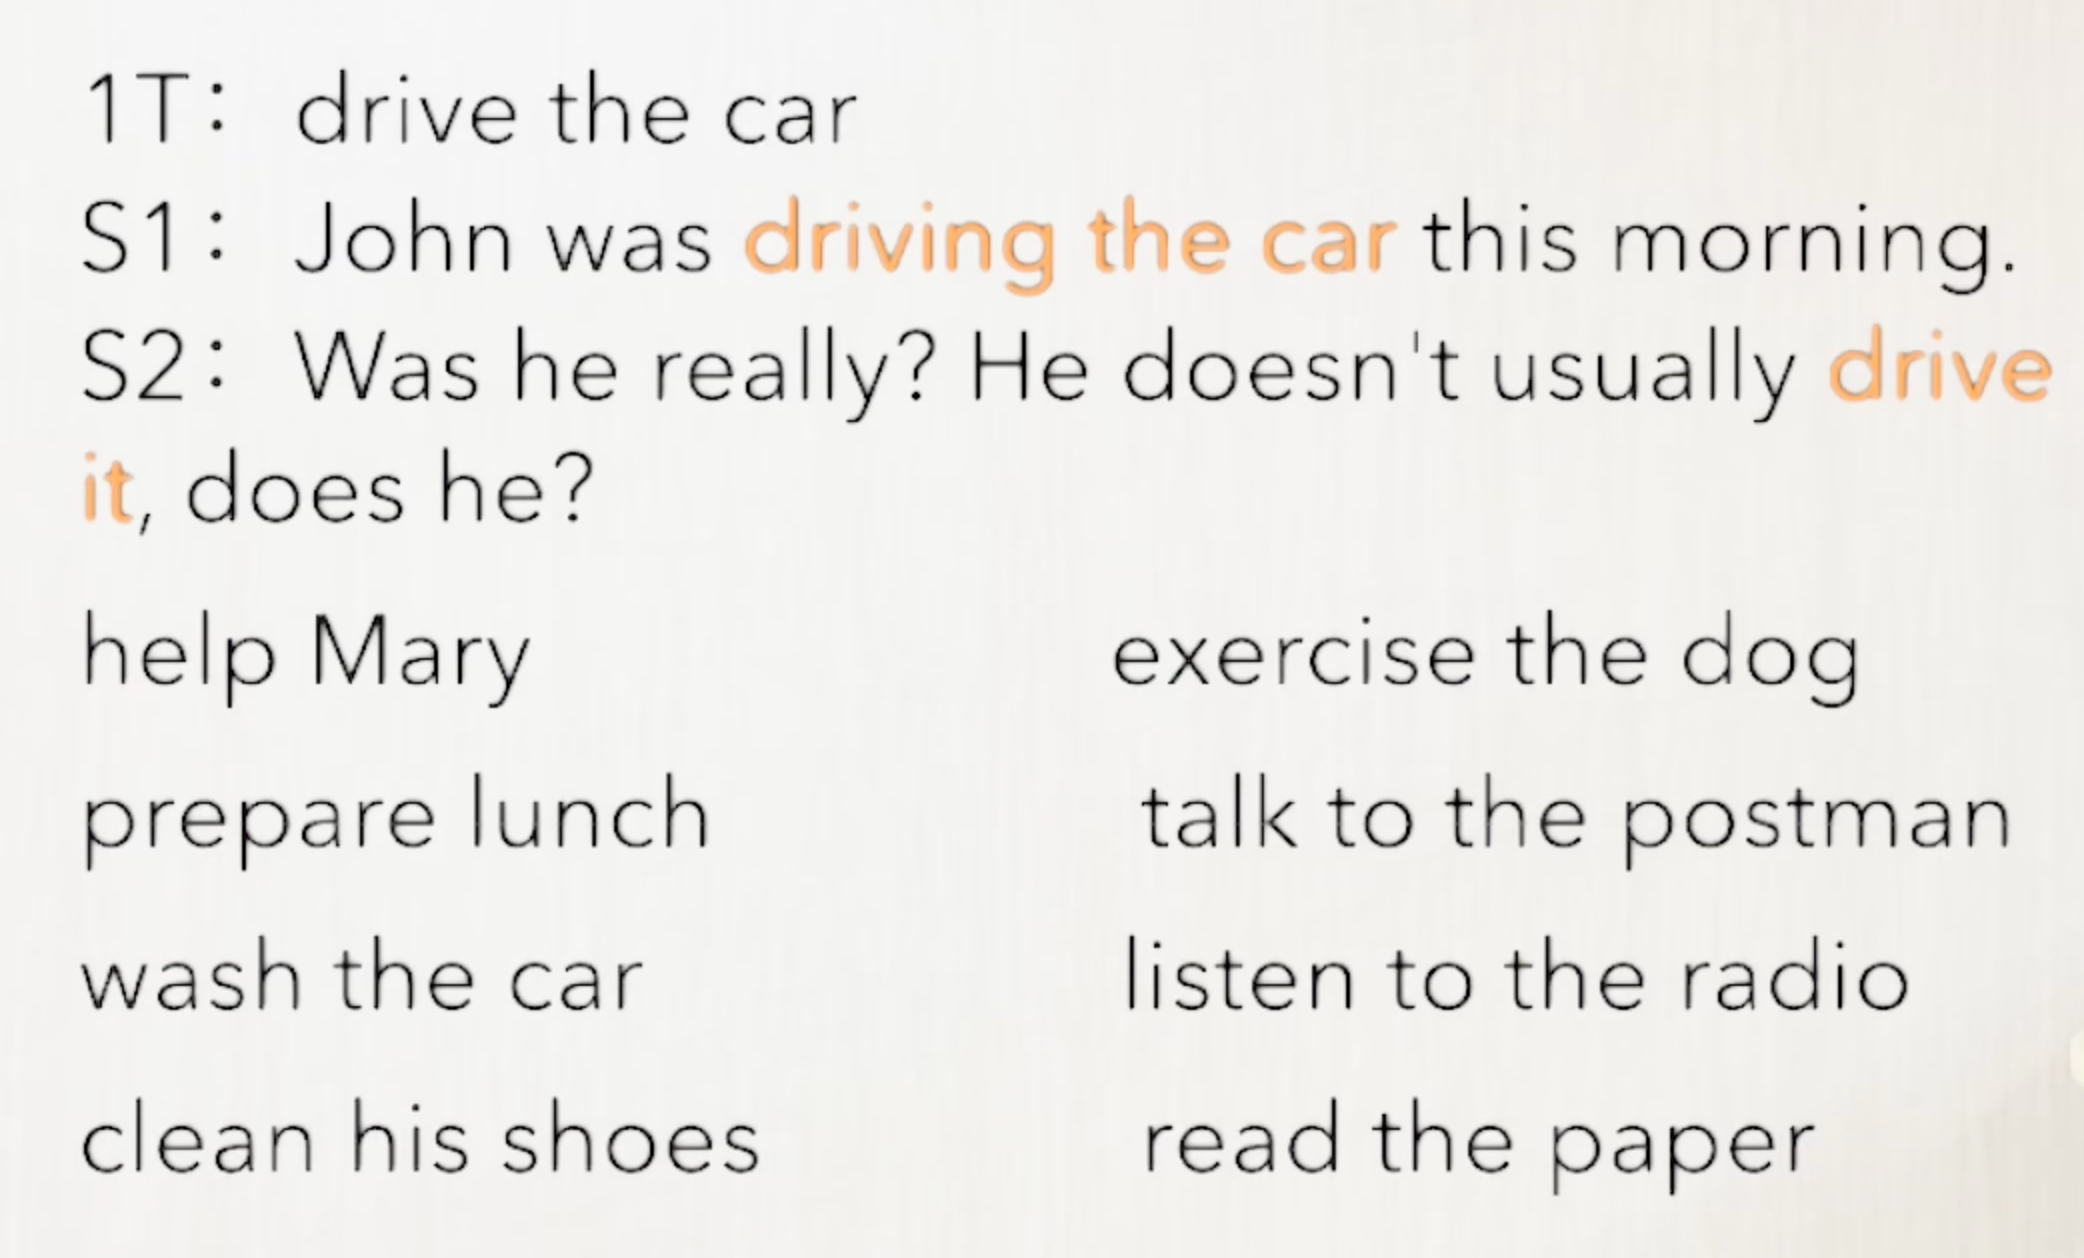 1T: drive the car
S1: John was driving the car this morning.
S2: Was he really? He doesn't usually drive
it, does he?
help Mary exercise the dog
prepare lunch talk to the postman
wash the car listen to the radio
clean his shoes read the paper